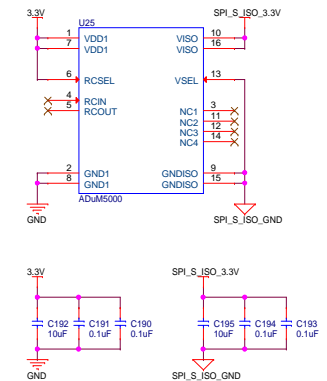 3.3V SPI_S_ISO_3.3V
U25
1 VDD1 VISO 10
7 VDD1 VISO 16
6 RCSEL VSEL 13
4 RCIN
5 RCOUT NC1 3
NC2 11
NC3 12
NC4 14
2 GND1 GNDISO 9
8 GND1 GNDISO 15
ADuM5000
GND SPI_S_ISO_GND
3.3V SPI_S_ISO_3.3V
C192 C191 C190 C195 C194 C193
10uF 0.1uF 0.1uF 10uF 0.1uF 0.1uF
GND SPI_S_ISO_GND